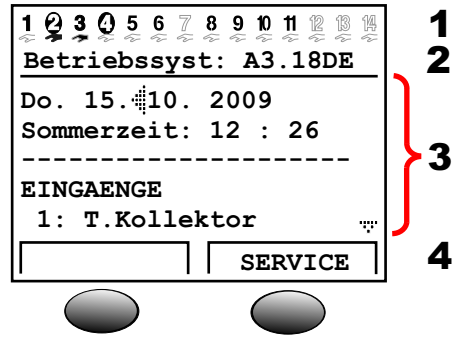 1 2 3 4 5 6 7 8 9 10 11 12 13 14 1
Betriebssyst: A3.18DE 2
Do. 15. 10. 2009
Sommerzeit: 12 : 26
--------------------- 3
EINGAENGE
1: T.Kollektor
SERVICE 4